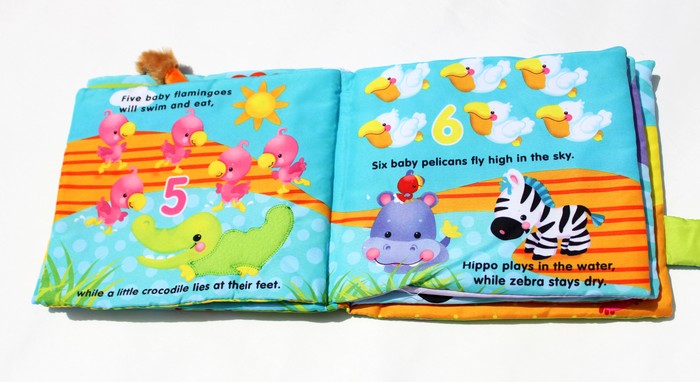 Five baby flamingoes
will swim and eat,
5
while a little crocodile lies at their feet.
6
Six baby pelicans fly high in the sky.
Hippo plays in the water,
while zebra stays dry.